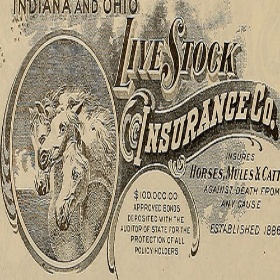 INDIANA AND OHIO
LIVE STOCK
INSURANCE CO.
INSURES
HORSES, MULES & CATT
AGAINST DEATH FROM
ANY CAUSE
ESTABLISHED 1886
$100,000.00
APPROVED BONDS
DEPOSITED WITH THE
AUDITOR OF STATE FOR THE
PROTECTION OF ALL
POLICY HOLDERS